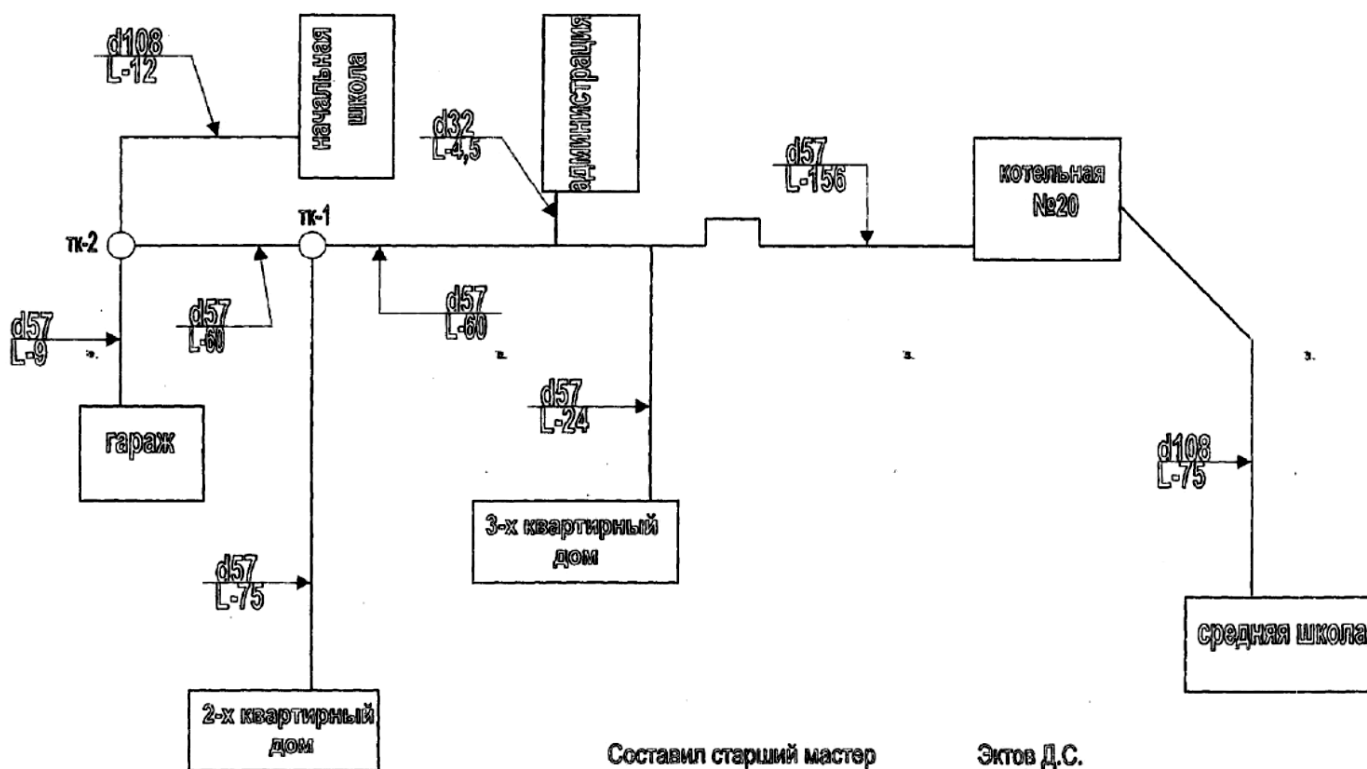 d108
L-12
начальная
школа
d32
L-4,5
администрация
d57
L-156
котельная
№20
тк-2
тк-1
d57
L-9
d57
L-60
d57
L-60
d57
L-24
гараж
d108
L-75
3-х квартирный
дом
d57
L-75
средняя школа
2-х квартирный
дом
Составил старший мастер Эктов Д.С.